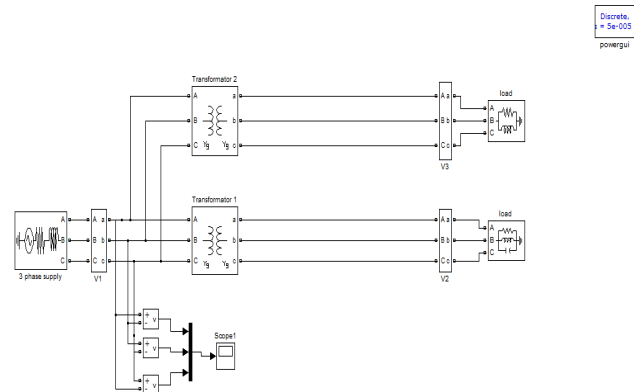 Discrete,
= 5e-005
powergui
Transformator 2
A a
B b
C c
Yg Yg
A a
B b
C c
V3
load
A
B
C
Transformator 1
A a
B b
C c
Yg Yg
A
B
C
3 phase supply
A a
B b
C c
V1
A a
B b
C c
V2
load
A
B
C
+
- v
+
- v
+
- v
Scope1